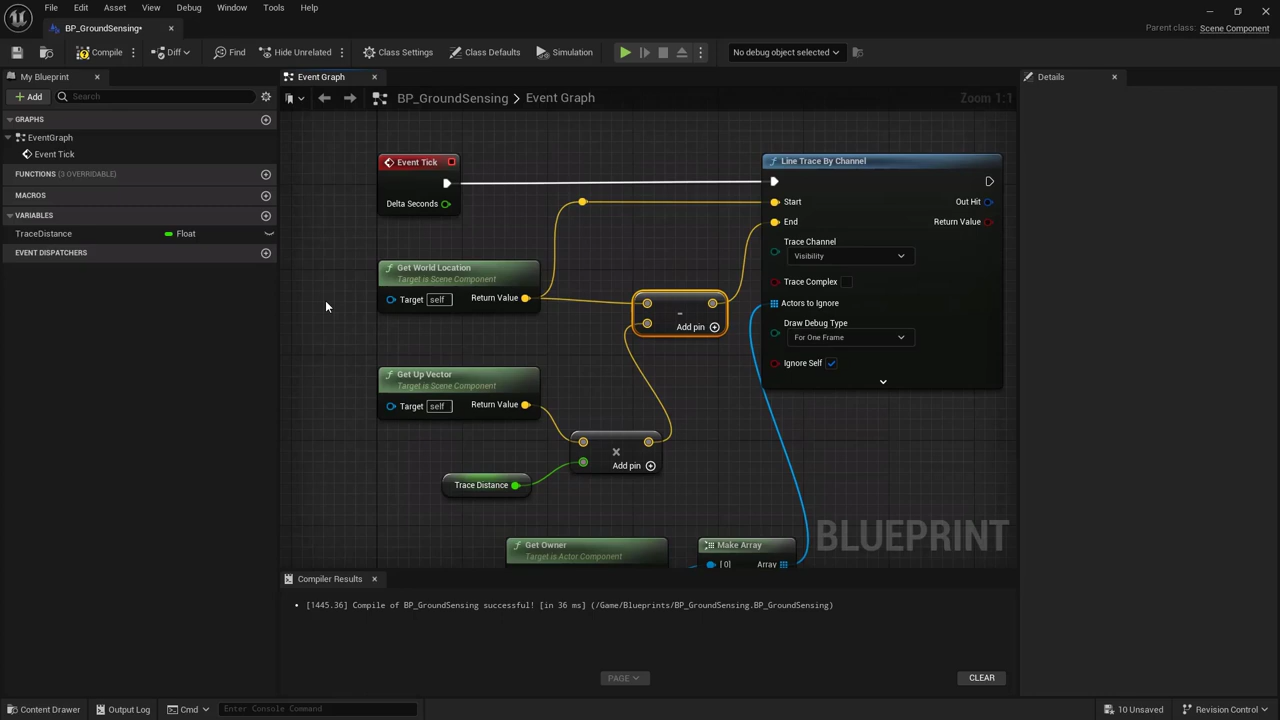 File Edit Asset View Debug Window Tools Help
BP_GroundSensing•
Parent class: Scene Component
Compile Diff Find Hide Unrelated Class Settings Class Defaults Simulation No debug object selected
My Blueprint
Event Graph
Details
Add Search
BP_GroundSensing > Event Graph
Zoom 1:1
GRAPHS
EventGraph
Event Tick
FUNCTIONS (3 OVERRIDABLE)
MACROS
VARIABLES
TraceDistance Float
EVENT DISPATCHERS
Event Tick
Delta Seconds
Get World Location
Target is Scene Component
Target self Return Value
Get Up Vector
Target is Scene Component
Target self Return Value
Trace Distance
x
Add pin
-
Add pin
Line Trace By Channel
Start Out Hit
End Return Value
Trace Channel
Visibility
Trace Complex
Actors to Ignore
Draw Debug Type
For One Frame
Ignore Self
Get Owner
Target is Actor Component
Make Array
[0] Array
BLUEPRINT
Compiler Results
• [1445.36] Compile of BP_GroundSensing successful! [in 36 ms] (/Game/Blueprints/BP_GroundSensing.BP_GroundSensing)
PAGE
CLEAR
Content Drawer Output Log Cmd Enter Console Command 10 Unsaved Revision Control